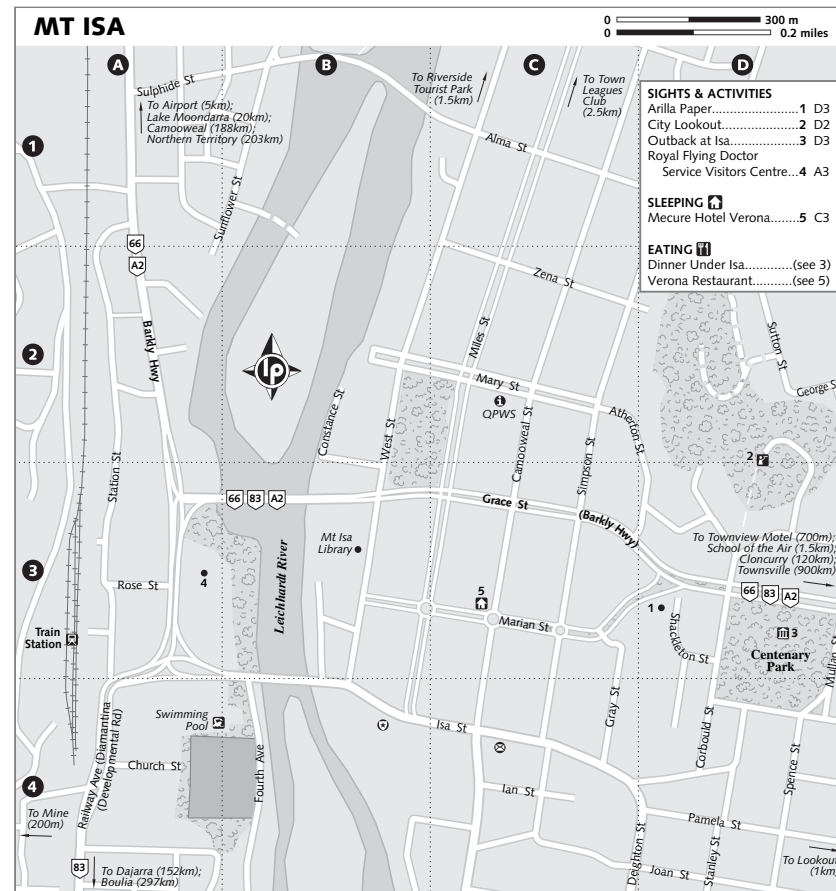 MT ISA
0 300 m
0 0.2 miles
A
B
C
D
1
2
3
4
SIGHTS & ACTIVITIES
Arilla Paper.......................1 D3
City Lookout.....................2 D2
Outback at Isa..................3 D3
Royal Flying Doctor
Service Visitors Centre...4 A3
SLEEPING
Mecure Hotel Verona........5 C3
EATING
Dinner Under Isa............(see 3)
Verona Restaurant..........(see 5)
Sulphide St
To Airport (5km);
Lake Moondarra (20km);
Camooweal (188km);
Northern Territory (203km)
To Riverside
Tourist Park
(1.5km)
To Town
Leagues
Club
(2.5km)
Alma St
Sunflower St
66
A2
Zena St
Barkly Hwy
lp
Miles St
Mary St
QPWS
Constance St
West St
Camooweal St
Simpson St
Atherton St
Sutton St
George S
2
Station St
66 83 A2
Grace St
(Barkly Hwy)
Mt Isa
Library
Leichhardt River
To Townview Motel (700m);
School of the Air (1.5km);
Cloncurry (120km);
Townsville (900km)
66 83 A2
Rose St
4
5
Marian St
1
Shackleton St
3
Centenary
Park
Mullan S
Train
Station
Swimming
Pool
Isa St
Gray St
Corbould St
Spence St
Railway Ave (Diamantina
(Developmental Rd)
Church St
Fourth Ave
Ian St
To Mine
(200m)
Pamela St
Deighton St
Stanley St
Joan St
To Lookout
(1km
83
To Dajarra (152km);
Boulia (297km)